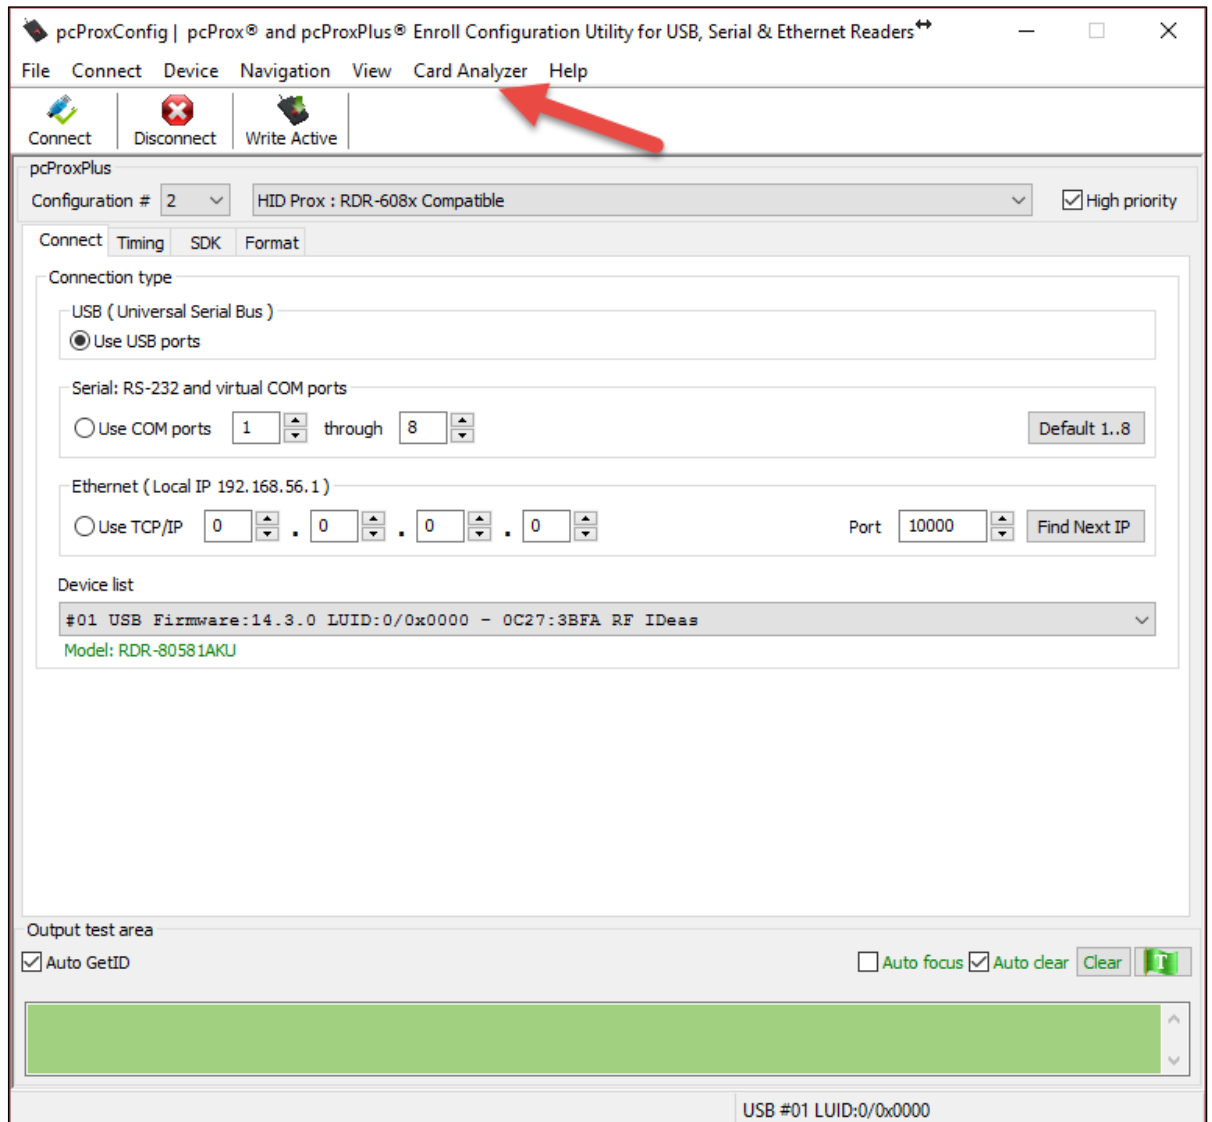 pcProxConfig | pcProx® and pcProxPlus® Enroll Configuration Utility for USB, Serial & Ethernet Readers
File Connect Device Navigation View Card Analyzer Help
Connect Disconnect Write Active
pcProxPlus
Configuration # 2 HID Prox : RDR-608x Compatible High priority
Connect Timing SDK Format
Connection type
USB ( Universal Serial Bus )
Use USB ports
Serial: RS-232 and virtual COM ports
Use COM ports 1 through 8 Default 1..8
Ethernet ( Local IP 192.168.56.1 )
Use TCP/IP 0 . 0 . 0 . 0 Port 10000 Find Next IP
Device list
#01 USB Firmware:14.3.0 LUID:0/0x0000 - 0C27:3BFA RF IDeas
Model: RDR-80581AKU
Output test area
Auto GetID Auto focus Auto clear Clear T
USB #01 LUID:0/0x0000